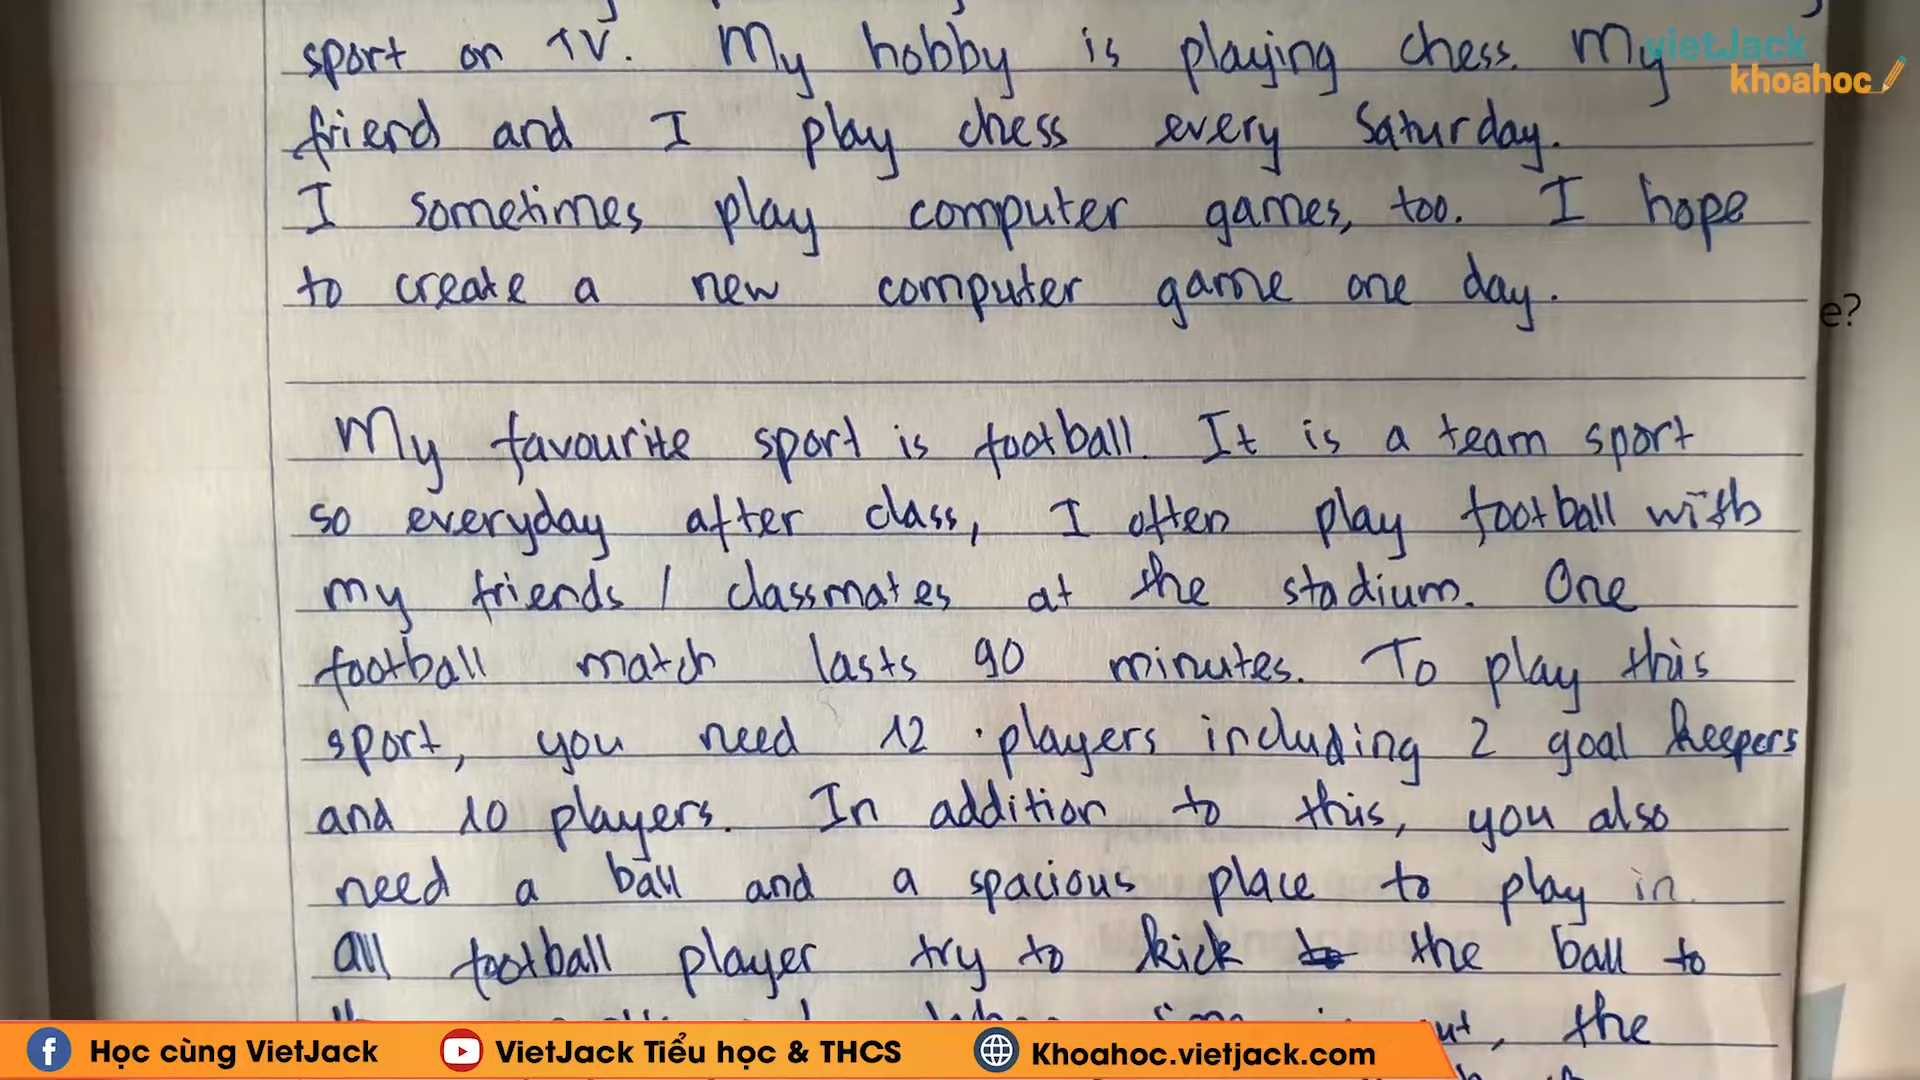 sport on TV. My hobby is playing chess. My
vietJack
khoahoc
friend and I play chess every Saturday.
I sometimes play computer games, too. I hope
to create a new computer game one day.
e?
My favourite sport is football. It is a team sport
so everyday after class, I often play football with
my friends / classmates at the stadium. One
football match lasts 90 minutes. To play this
sport, you need 12 players including 2 goal keepers
and 10 players. In addition to this, you also
need a ball and a spacious place to play in.
All football player try to kick the ball to
the
Học cùng VietJack
VietJack Tiểu học & THCS
Khoahoc.vietjack.com